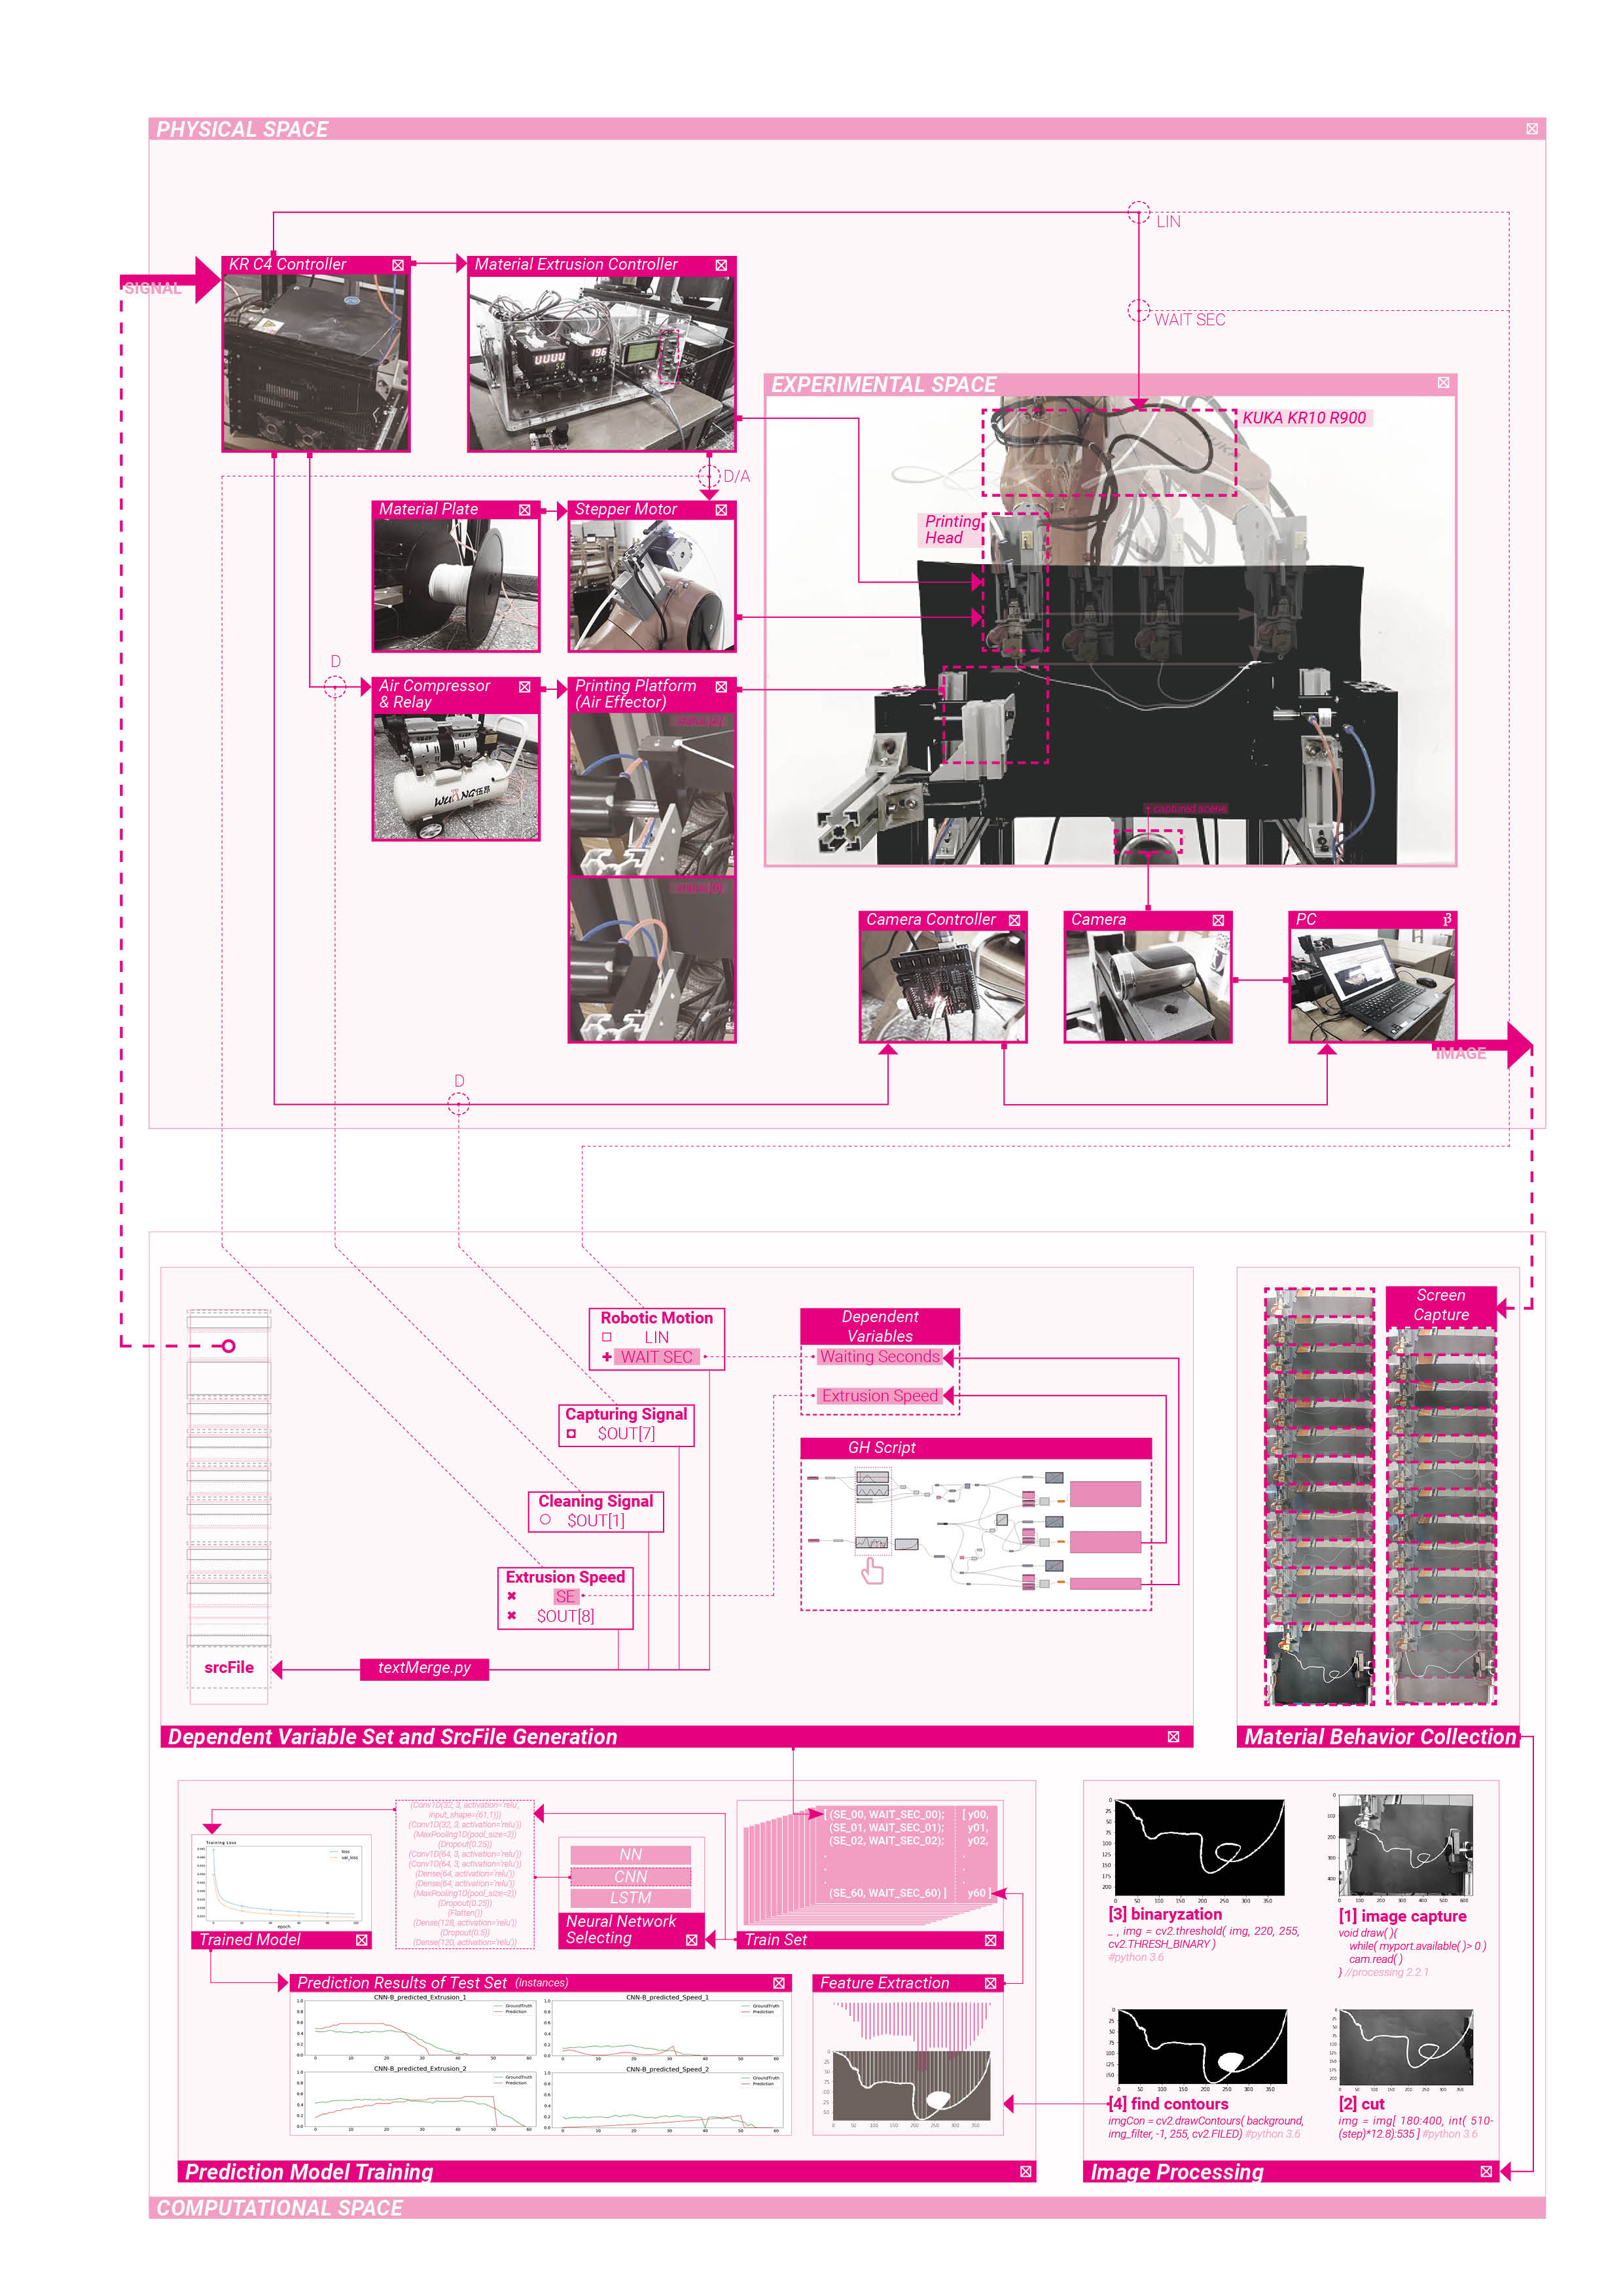 PHYSICAL SPACE
LIN
KR C4 Controller
Material Extrusion Controller
SIGNAL
WAIT SEC
EXPERIMENTAL SPACE
KUKA KR10 R900
D/A
Material Plate
Stepper Motor
Printing
Head
D
Air Compressor
& Relay
Printing Platform
(Air Effector)
captured scene
Camera Controller
Camera
PC
IMAGE
D
Robotic Motion
LIN
WAIT SEC
Dependent
Variables
Waiting Seconds
Extrusion Speed
Screen
Capture
Capturing Signal
$OUT[7]
GH Script
Cleaning Signal
$OUT[1]
Extrusion Speed
SE
$OUT[8]
srcFile
textMerge.py
Dependent Variable Set and SrcFile Generation
Material Behavior Collection
(Conv1D(32, 3, activation='relu',
input_shape=(61,1)))
(Conv1D(32, 3, activation='relu'))
(MaxPooling1D(pool_size=2))
(Dropout(0.25))
(Conv1D(64, 3, activation='relu'))
(Conv1D(64, 3, activation='relu'))
(Dense(64, activation='relu'))
(Dense(64, activation='relu'))
(MaxPooling1D(pool_size=2))
(Dropout(0.25))
(Flatten())
(Dense(128, activation='relu'))
(Dropout(0.5))
(Dense(120, activation='relu'))
[ (SE_00, WAIT_SEC_00); [ y00,
(SE_01, WAIT_SEC_01); y01,
(SE_02, WAIT_SEC_02); y02,
. .
. .
. .
(SE_60, WAIT_SEC_60) ] y60 ]
Training Loss
loss
val_loss
epoch
Trained Model
NN
CNN
LSTM
Neural Network
Selecting
Train Set
[3] binaryzation
_ , img = cv2.threshold( img, 220, 255,
cv2.THRESH_BINARY )
#python 3.6
[1] image capture
void draw( ){
while( myport.available( )> 0 )
cam.read( )
} //processing 2.2.1
Prediction Results of Test Set (instances)
CNN-B_predicted_Extrusion_1
GroundTruth
Prediction
CNN-B_predicted_Speed_1
GroundTruth
Prediction
CNN-B_predicted_Extrusion_2
GroundTruth
Prediction
CNN-B_predicted_Speed_2
GroundTruth
Prediction
Feature Extraction
[4] find contours
imgCon = cv2.drawContours( background,
img_filter, -1, 255, cv2.FILED) #python 3.6
[2] cut
img = img[ 180:400, int( 510-
(step)*12.8):535 ] #python 3.6
Prediction Model Training
Image Processing
COMPUTATIONAL SPACE